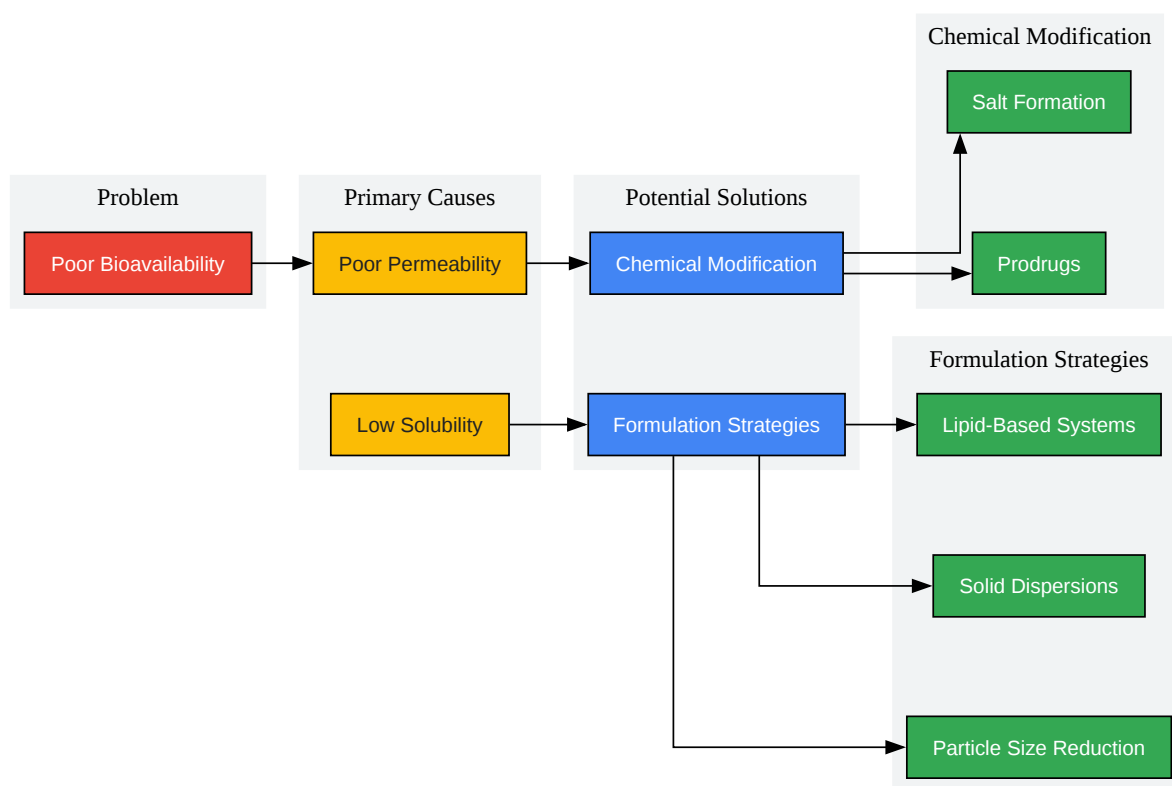 Chemical Modification
Salt Formation
Problem
Primary Causes
Potential Solutions
Poor Bioavailability
Poor Permeability
Chemical Modification
Prodrugs
Formulation Strategies
Low Solubility
Formulation Strategies
Lipid-Based Systems
Solid Dispersions
Particle Size Reduction